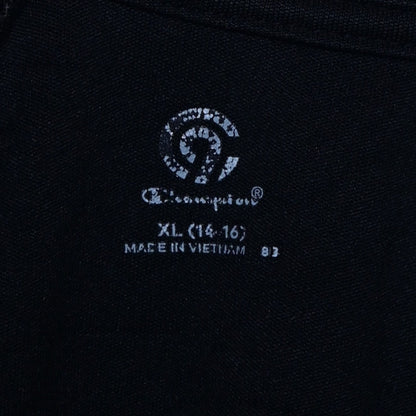 Champion®
XL (14-16)
MADE IN VIETNAM 83